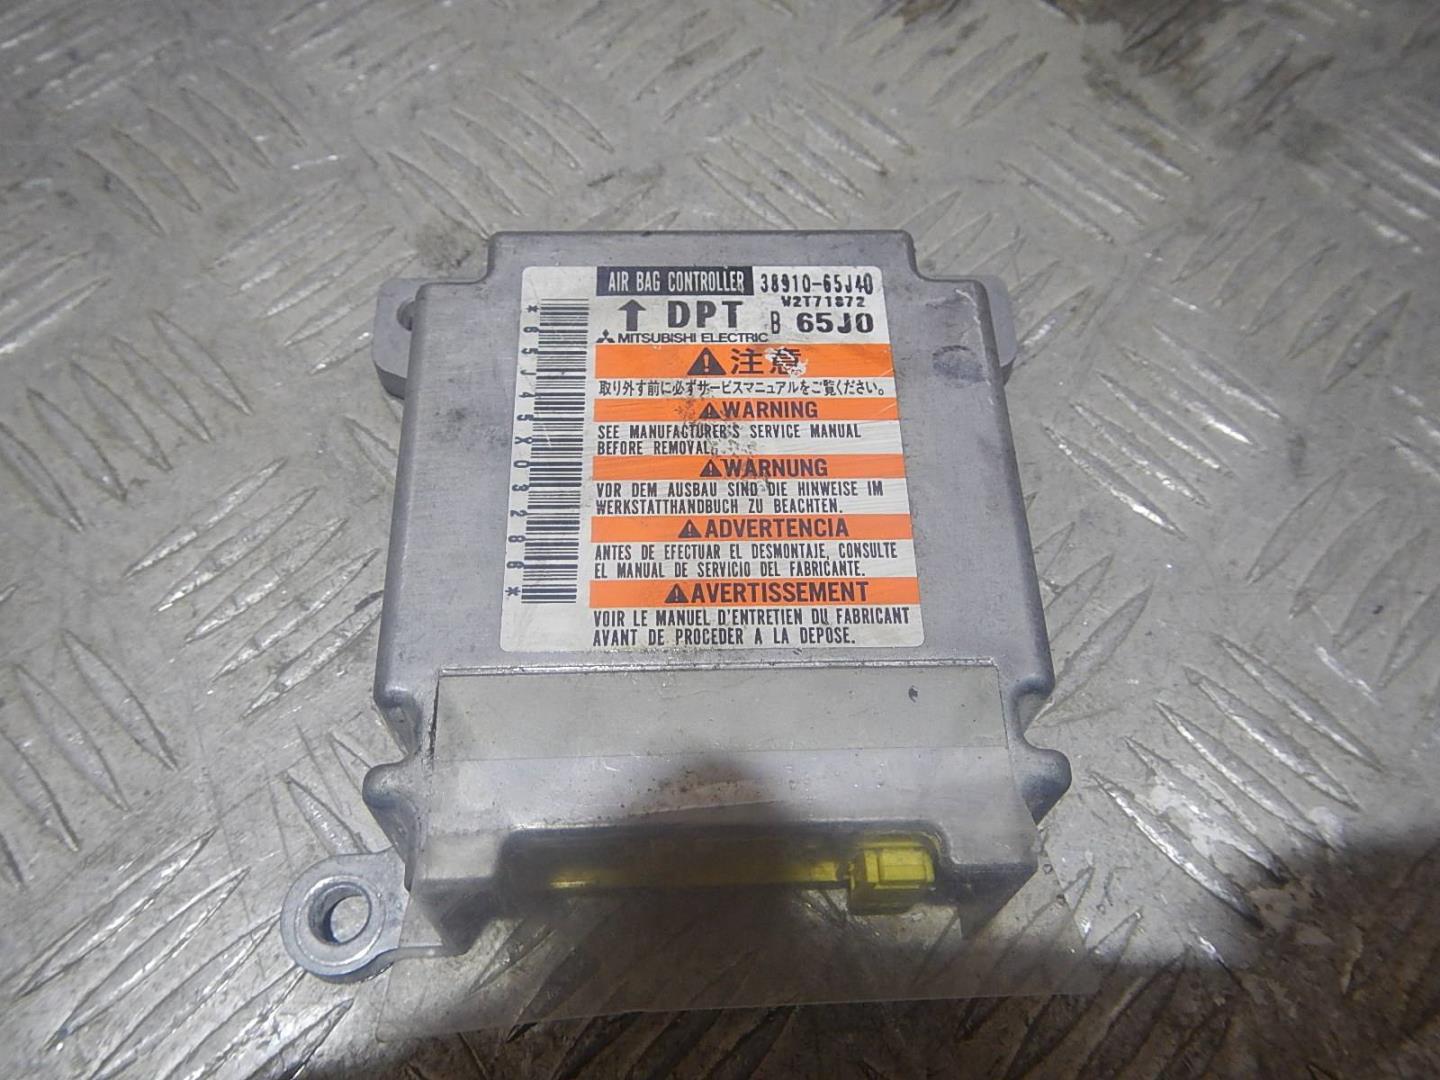 AIR BAG CONTROLLER 38910-65J40
W2T71872
DPT B 65J0
MITSUBISHI ELECTRIC
*65J45X03286*
注意
取り外す前に必ずサービスマニュアルをご覧ください。
WARNING
SEE MANUFACTURER'S SERVICE MANUAL
BEFORE REMOVAL.
WARNUNG
VOR DEM AUSBAU SIND DIE HINWEISE IM
WERKSTATTHANDBUCH ZU BEACHTEN.
ADVERTENCIA
ANTES DE EFECTUAR EL DESMONTAJE, CONSULTE
EL MANUAL DE SERVICIO DEL FABRICANTE.
AVERTISSEMENT
VOIR LE MANUEL D'ENTRETIEN DU FABRICANT
AVANT DE PROCEDER A LA DEPOSE.